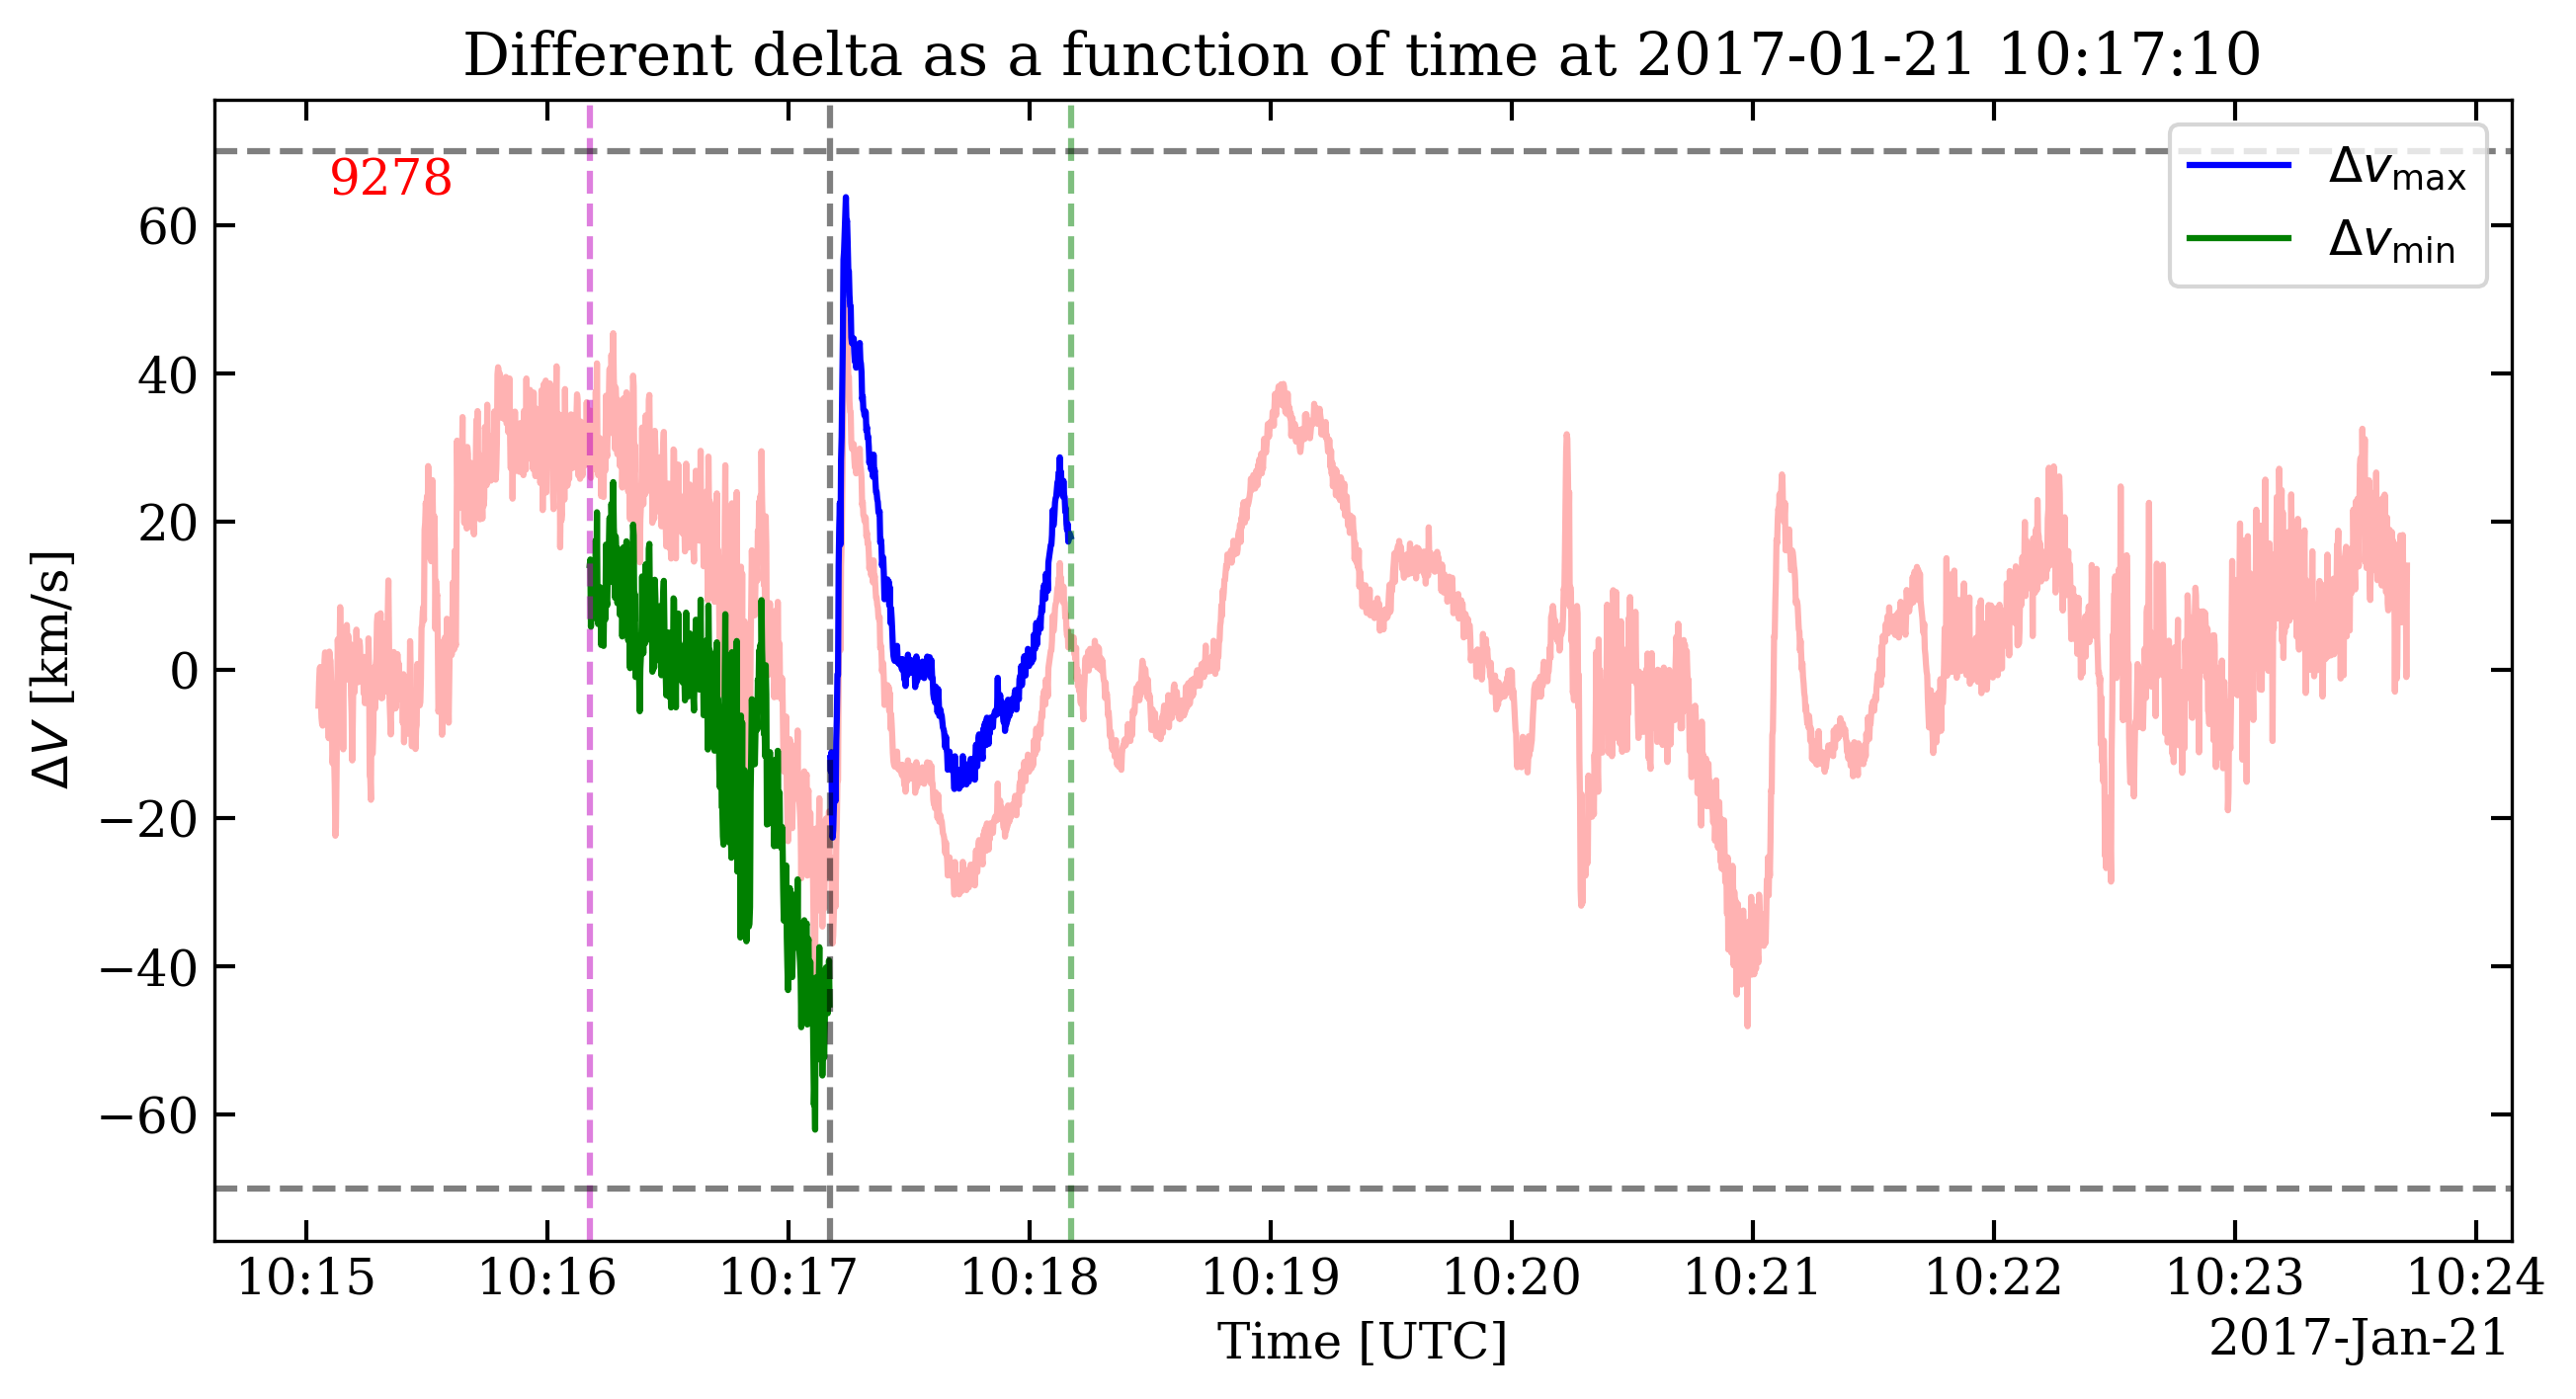 Different delta as a function of time at 2017-01-21 10:17:10
9278
Δv_max
Δv_min
ΔV [km/s]
60
40
20
0
−20
−40
−60
10:15 10:16 10:17 10:18 10:19 10:20 10:21 10:22 10:23 10:24
Time [UTC]
2017-Jan-21